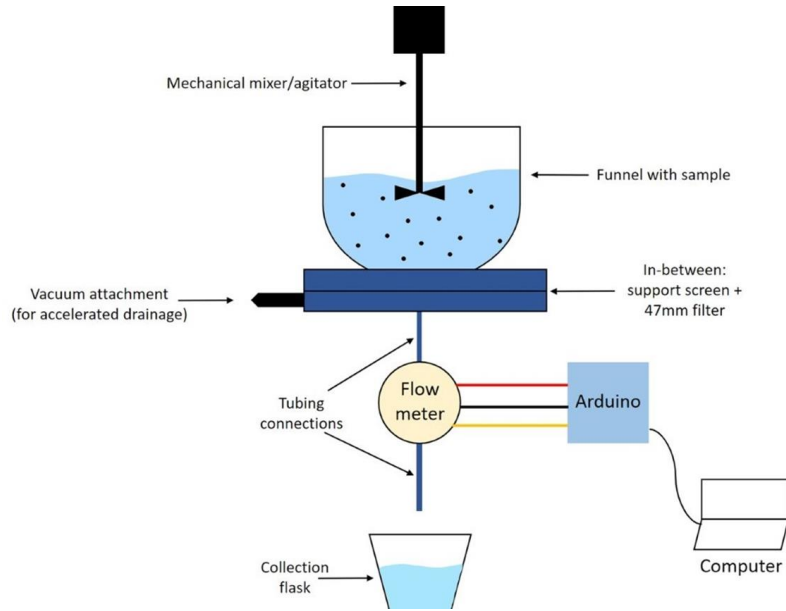 Mechanical mixer/agitator
Funnel with sample
In-between:
support screen +
47mm filter
Vacuum attachment
(for accelerated drainage)
Flow
meter
Arduino
Tubing
connections
Computer
Collection
flask